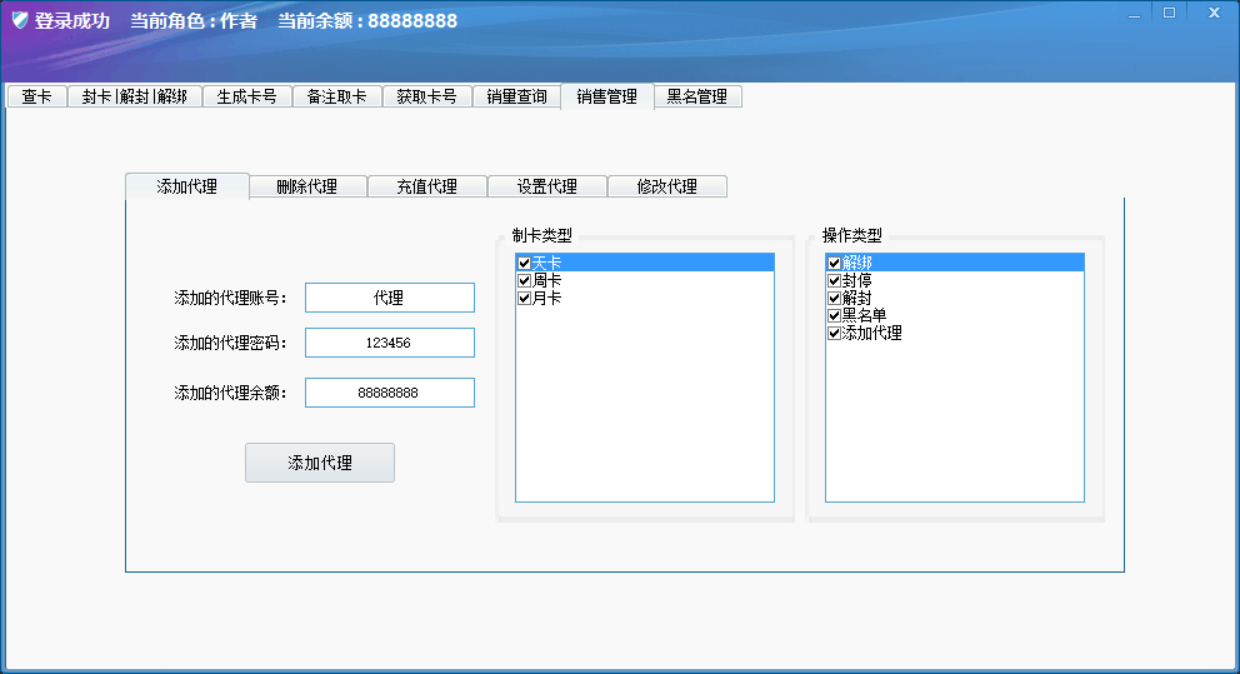 登录成功 当前角色:作者 当前余额:88888888
查卡 封卡|解封|解绑 生成卡号 备注取卡 获取卡号 销量查询 销售管理 黑名管理
添加代理 删除代理 充值代理 设置代理 修改代理
制卡类型
天卡
周卡
月卡
操作类型
解绑
封停
解封
黑名单
添加代理
添加的代理账号: 代理
添加的代理密码: 123456
添加的代理余额: 88888888
添加代理